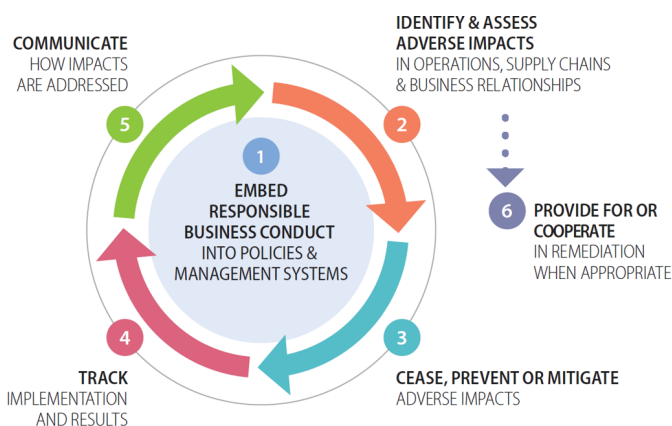 1
EMBED
RESPONSIBLE
BUSINESS CONDUCT
INTO POLICIES &
MANAGEMENT SYSTEMS
IDENTIFY & ASSESS
ADVERSE IMPACTS
IN OPERATIONS, SUPPLY CHAINS
& BUSINESS RELATIONSHIPS
2
3
CEASE, PREVENT OR MITIGATE
ADVERSE IMPACTS
4
TRACK
IMPLEMENTATION
AND RESULTS
COMMUNICATE
HOW IMPACTS
ARE ADDRESSED
5
6
PROVIDE FOR OR
COOPERATE
IN REMEDIATION
WHEN APPROPRIATE